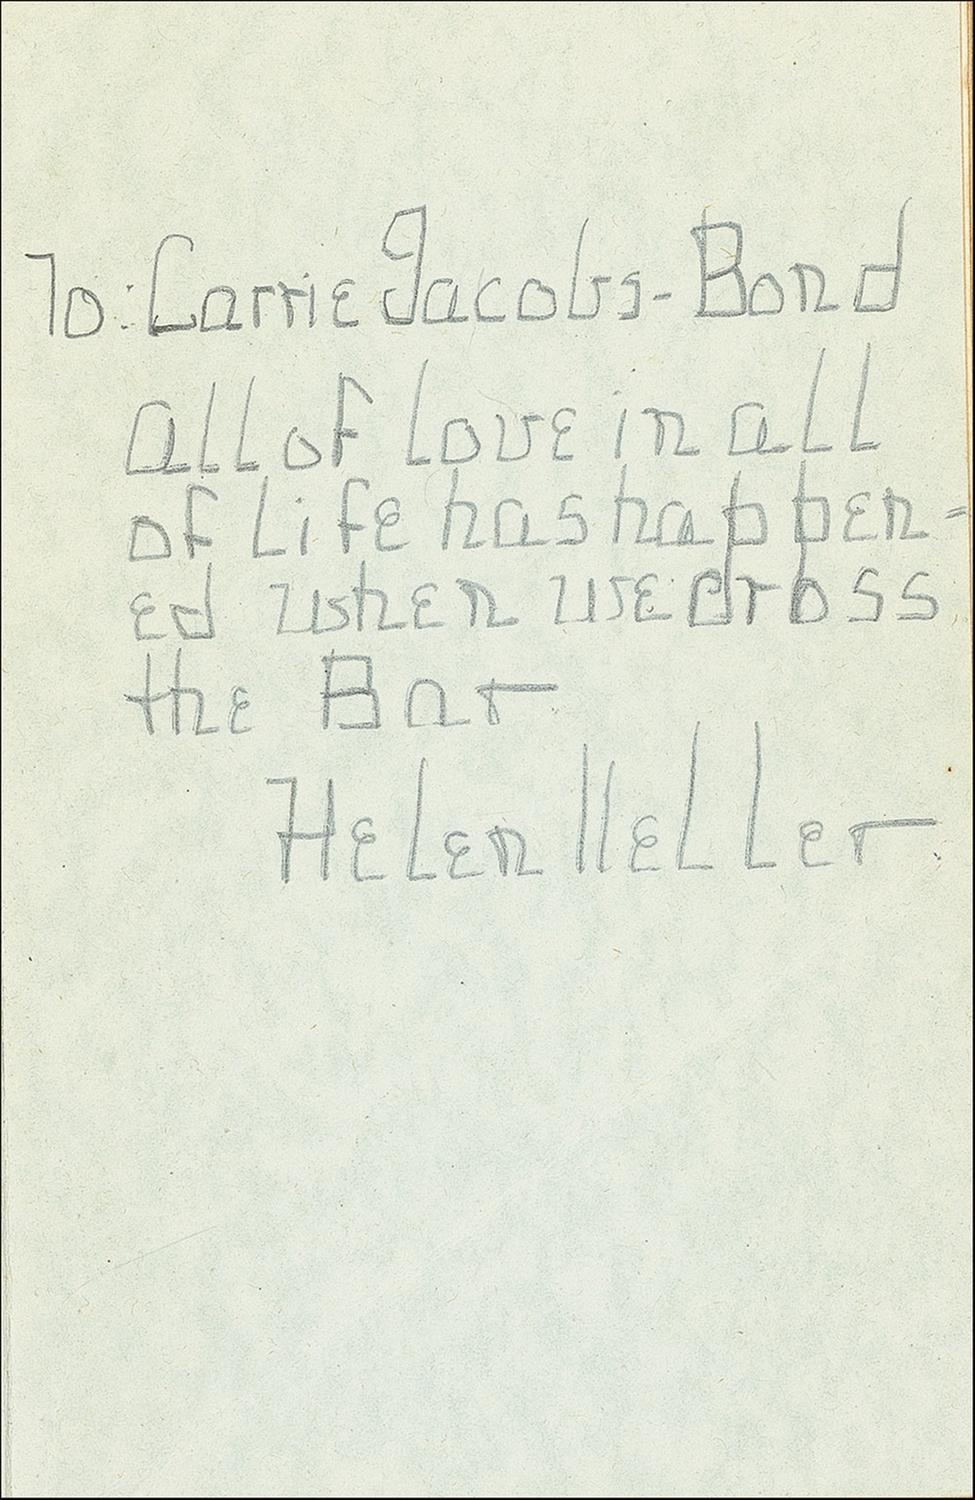 To: Carrie Jacobs-Bond
All of love in all
of life has happen-
ed when we cross
the Bar
Helen Keller